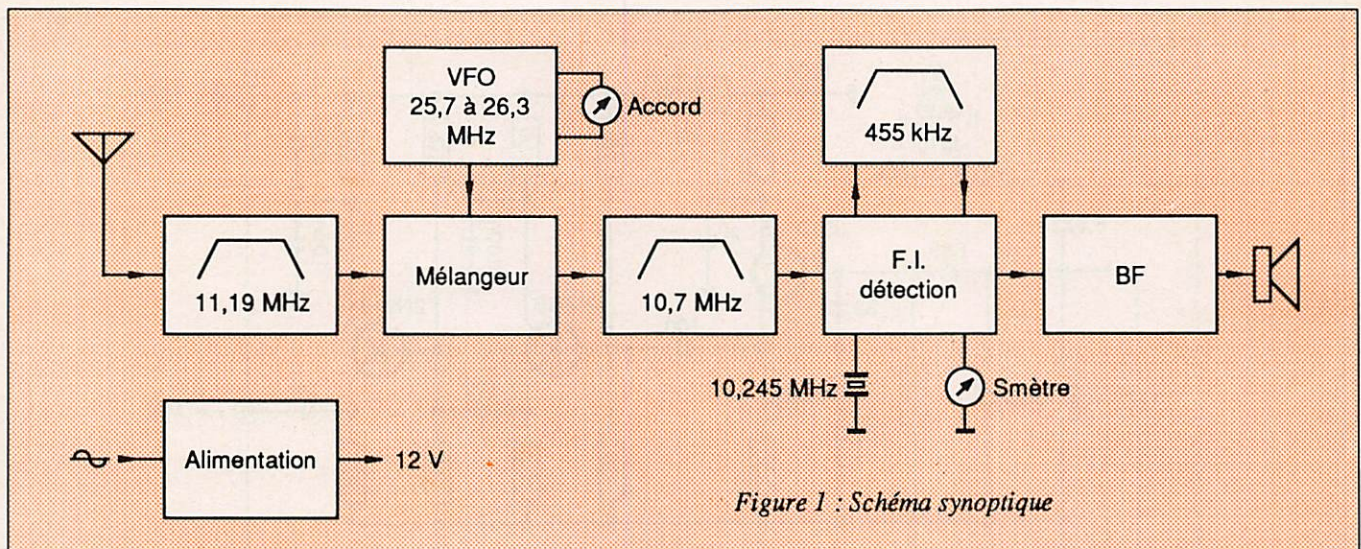 VFO
25,7 à 26,3
MHz
Accord
455 kHz
11,19 MHz
Mélangeur
10,7 MHz
F.I.
détection
BF
10,245 MHz
Smètre
Alimentation
12 V
Figure 1 : Schéma synoptique